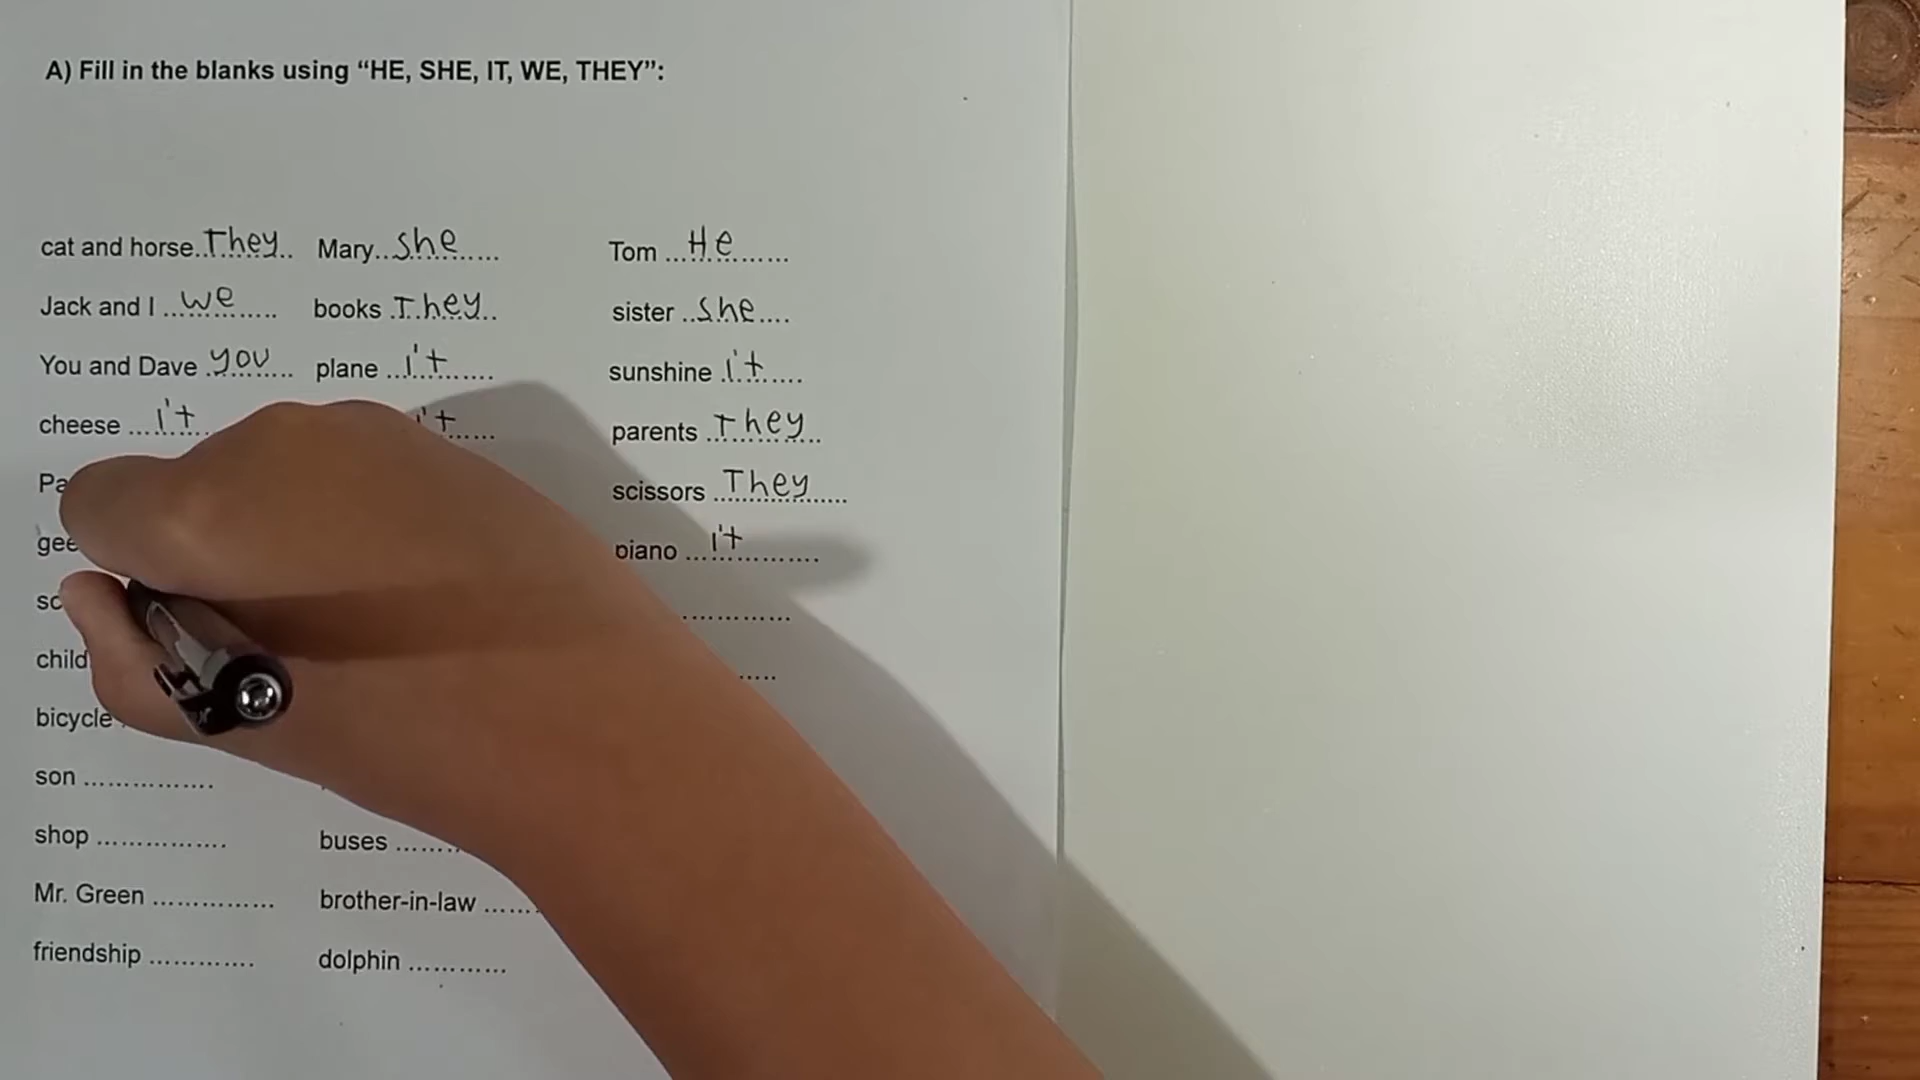 A) Fill in the blanks using “HE, SHE, IT, WE, THEY”:
cat and horse..They.. Mary..She...... Tom ...He.......
Jack and I ...we...... books .They.. sister ..She....
You and Dave you plane ...it....... sunshine .it.....
cheese ...it it parents They
scissors They
piano ...it.......
bicycle
son ...............
shop ............... buses ........
Mr. Green .............. brother-in-law ......
friendship ............ dolphin ............